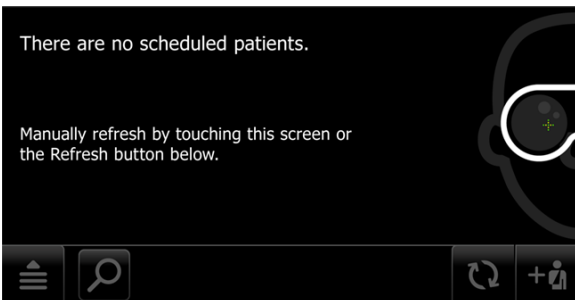 There are no scheduled patients.
Manually refresh by touching this screen or
the Refresh button below.